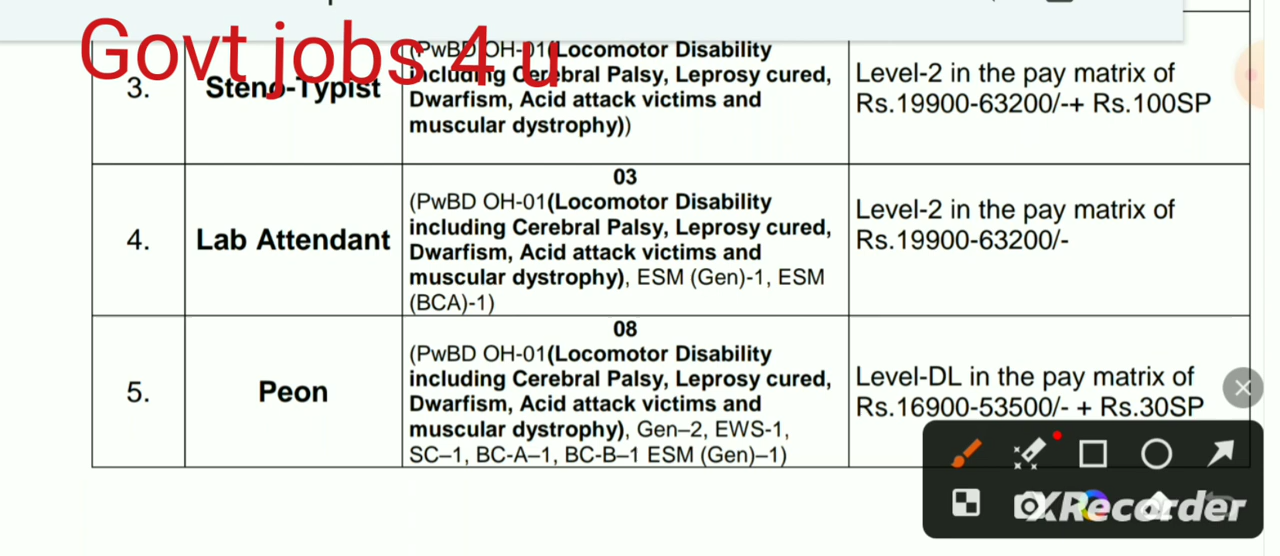 Govt jobs 4 u
3.
Steno-Typist
(PwBD OH-01(Locomotor Disability
including Cerebral Palsy, Leprosy cured,
Dwarfism, Acid attack victims and
muscular dystrophy))
Level-2 in the pay matrix of
Rs.19900-63200/-+ Rs.100SP
4.
Lab Attendant
03
(PwBD OH-01(Locomotor Disability
including Cerebral Palsy, Leprosy cured,
Dwarfism, Acid attack victims and
muscular dystrophy), ESM (Gen)-1, ESM
(BCA)-1)
Level-2 in the pay matrix of
Rs.19900-63200/-
5.
Peon
08
(PwBD OH-01(Locomotor Disability
including Cerebral Palsy, Leprosy cured,
Dwarfism, Acid attack victims and
muscular dystrophy), Gen–2, EWS-1,
SC–1, BC-A–1, BC-B–1 ESM (Gen)–1)
Level-DL in the pay matrix of
Rs.16900-53500/- + Rs.30SP
XRecorder